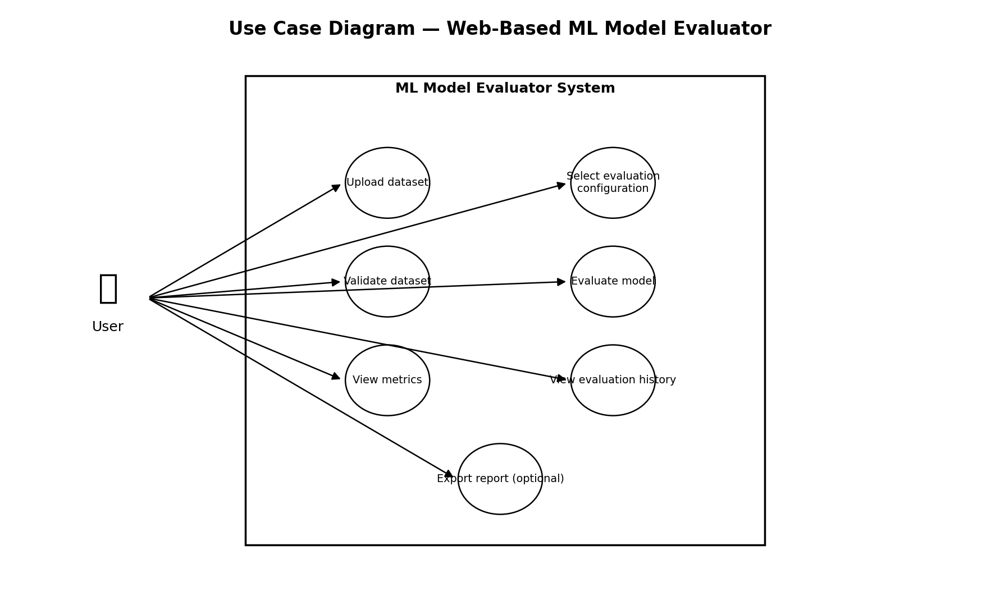 Use Case Diagram — Web-Based ML Model Evaluator
ML Model Evaluator System
Upload dataset
Select evaluation
configuration
Validate dataset
Evaluate model
User
View metrics
View evaluation history
Export report (optional)